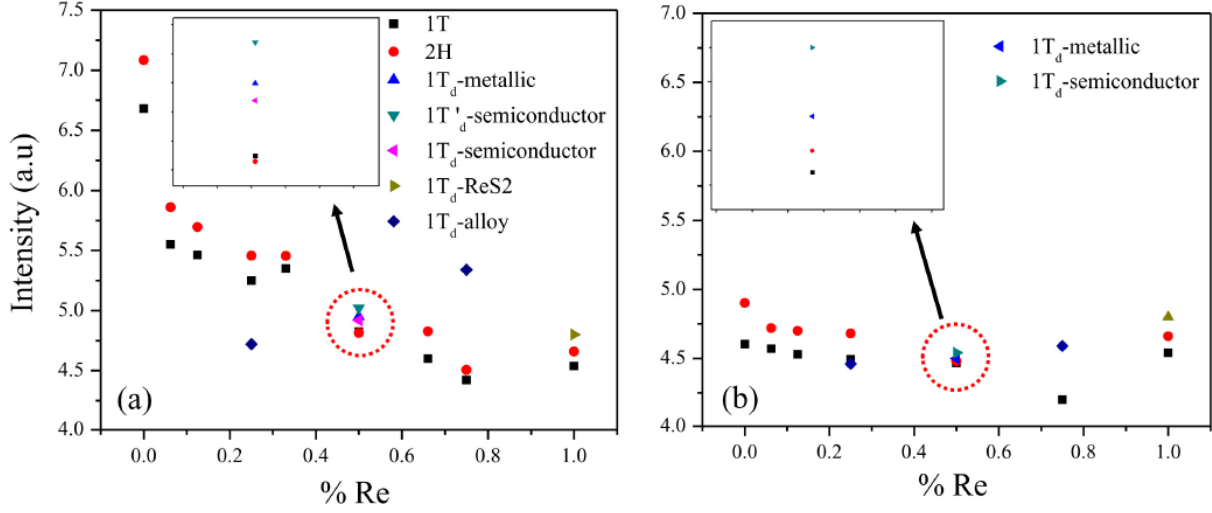 7.5
7.0
6.5
6.0
5.5
5.0
4.5
4.0
Intensity (a.u)
1T
2H
1Td-metallic
1T'd-semiconductor
1Td-semiconductor
1Td-ReS2
1Td-alloy
(a)
0.0 0.2 0.4 0.6 0.8 1.0
% Re
7.0
6.5
6.0
5.5
5.0
4.5
4.0
1Td-metallic
1Td-semiconductor
(b)
0.0 0.2 0.4 0.6 0.8 1.0
% Re